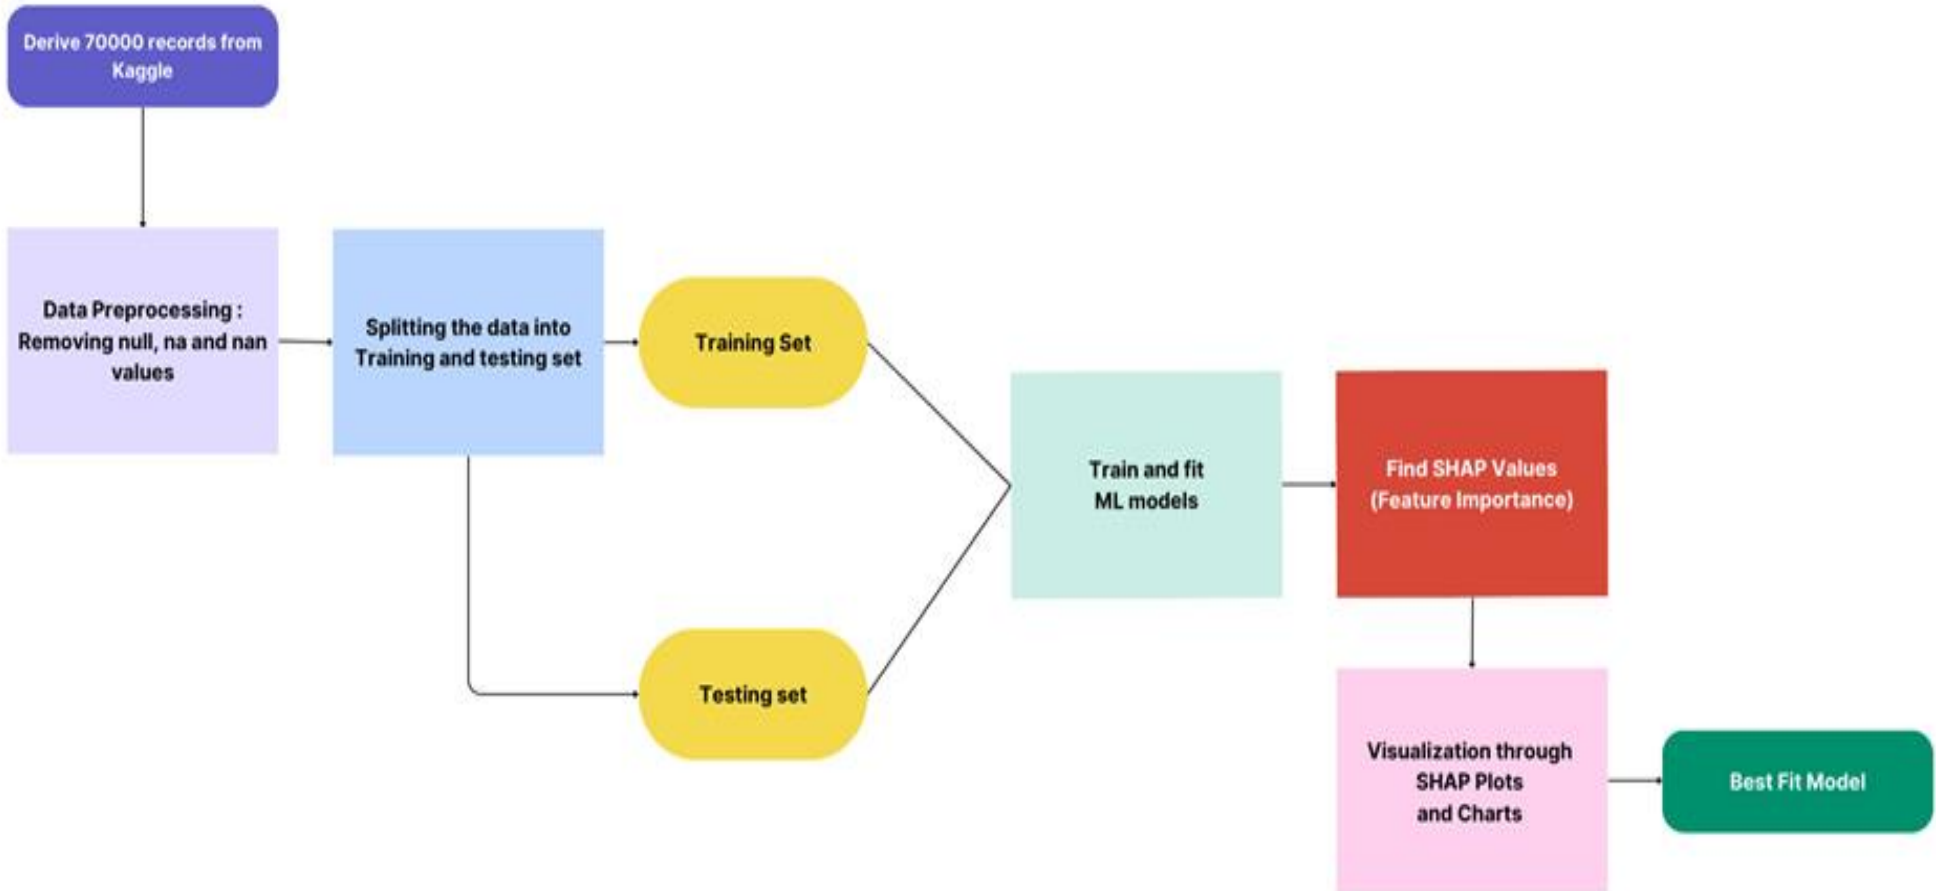 Derive 70000 records from
Kaggle
Data Preprocessing :
Removing null, na and nan
values
Splitting the data into
Training and testing set
Training Set
Testing set
Train and fit
ML models
Find SHAP Values
(Feature Importance)
Visualization through
SHAP Plots
and Charts
Best Fit Model